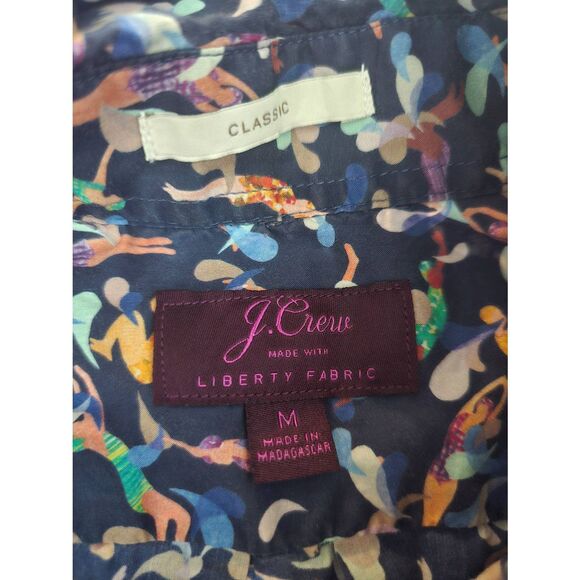 CLASSIC
J.Crew
MADE WITH
LIBERTY FABRIC
M
MADE IN
MADAGASCAR